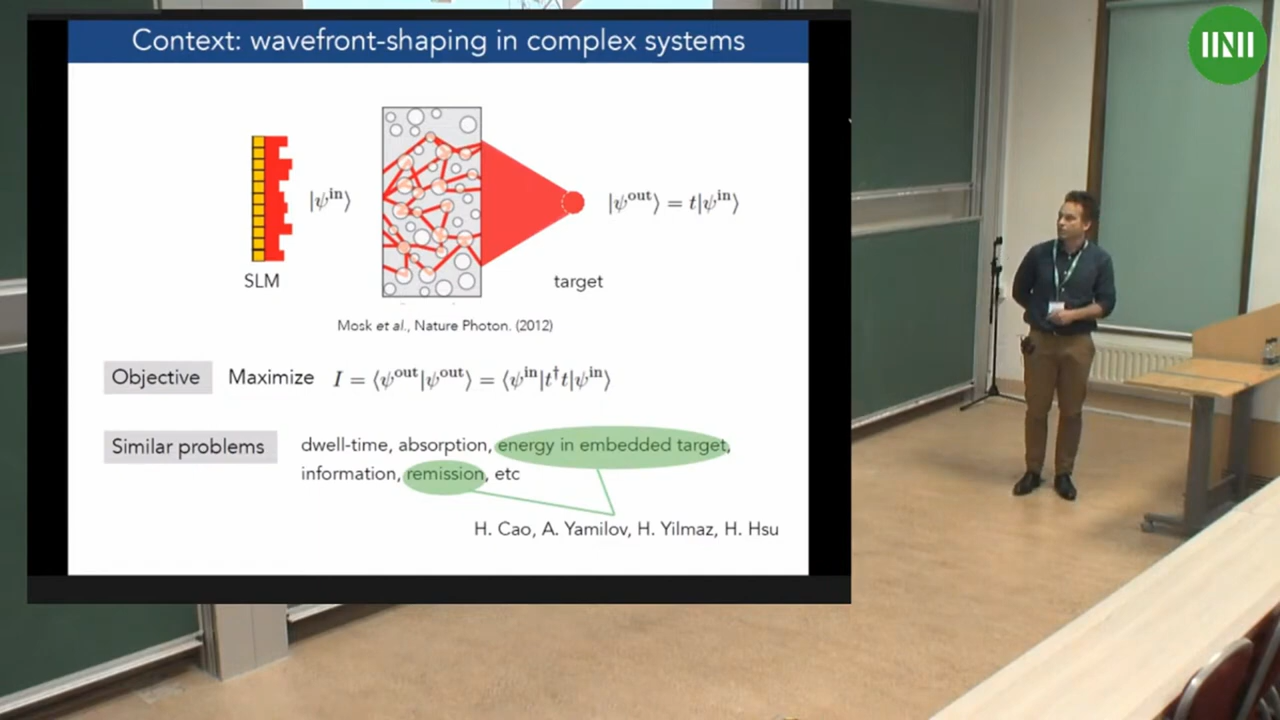 Context: wavefront-shaping in complex systems
|ψ^in⟩
|ψ^out⟩ = t|ψ^in⟩
SLM
target
Mosk et al., Nature Photon. (2012)
Objective Maximize I = ⟨ψ^out|ψ^out⟩ = ⟨ψ^in|t†t|ψ^in⟩
Similar problems dwell-time, absorption, energy in embedded target,
information, remission, etc
H. Cao, A. Yamilov, H. Yilmaz, H. Hsu